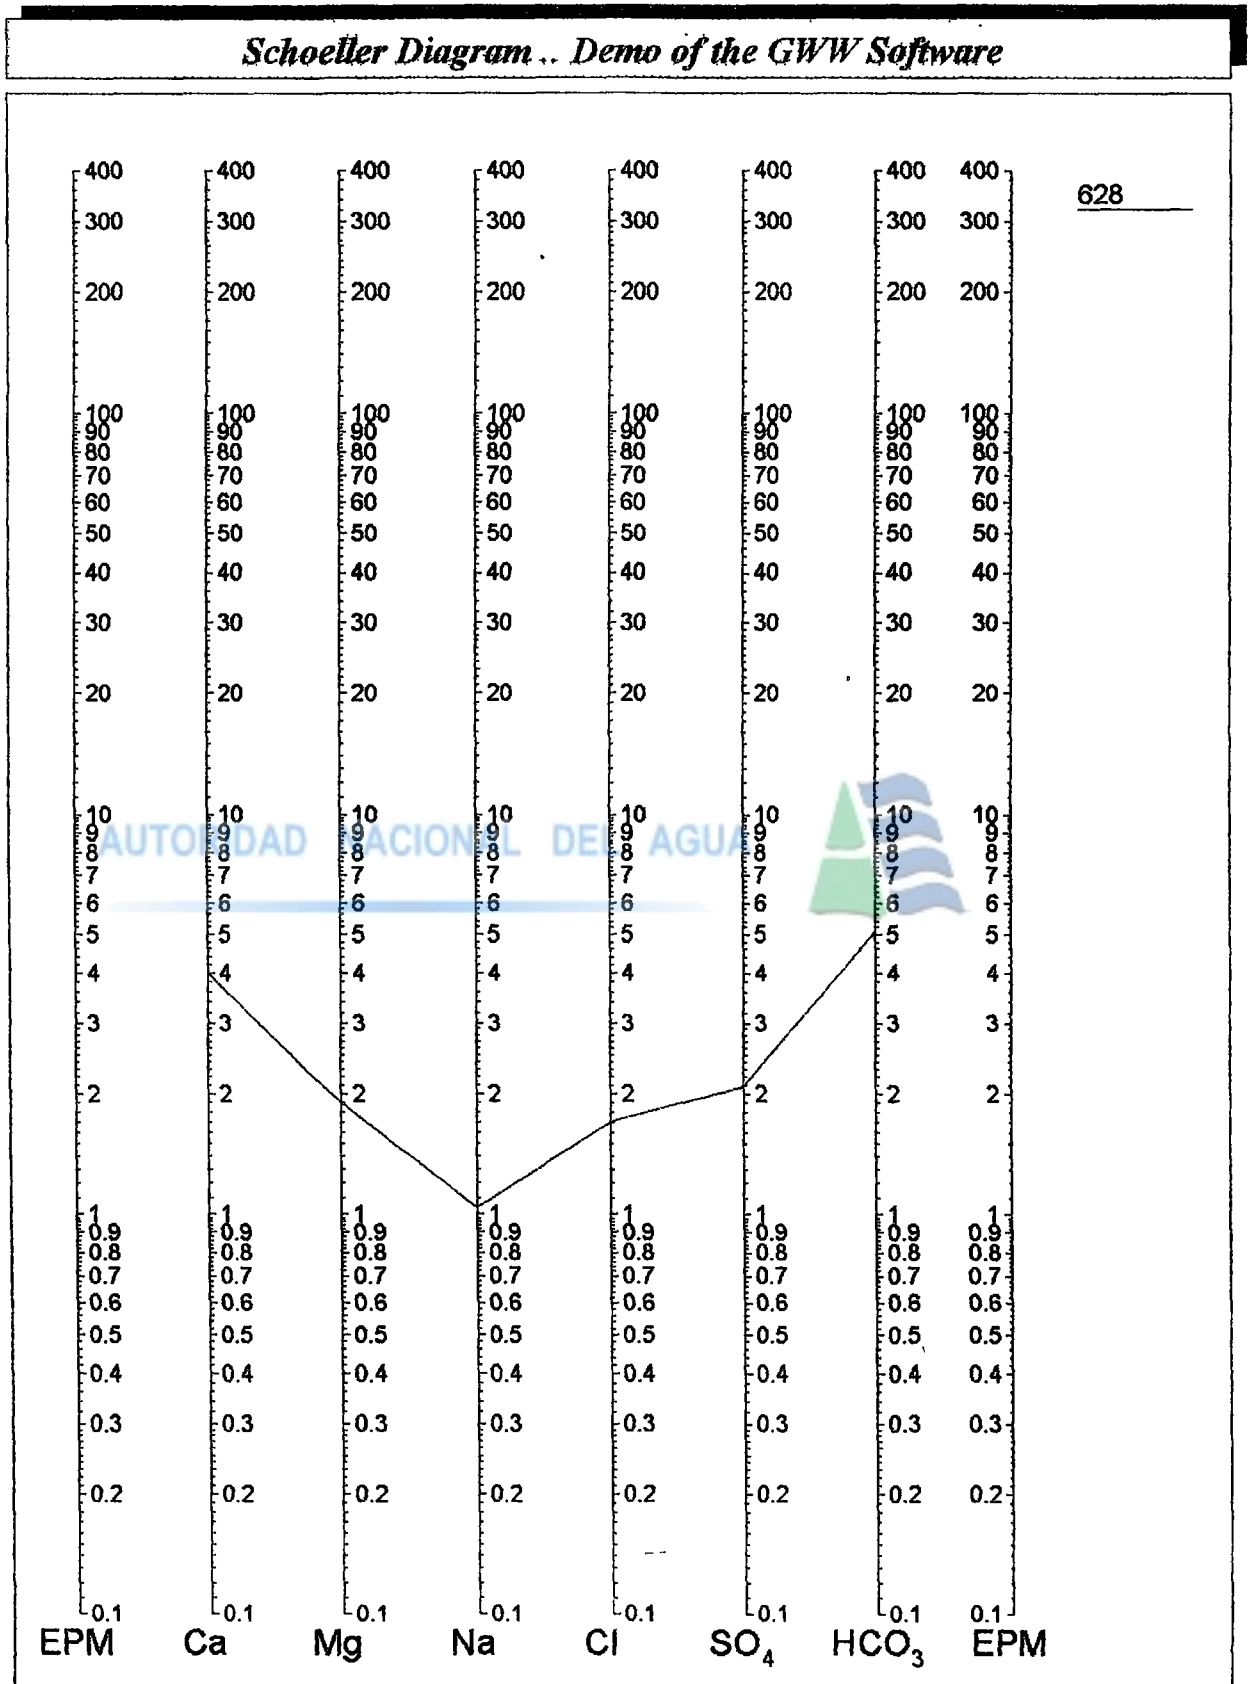 Schoeller Diagram .. Demo of the GWW Software
628
400 400 400 400 400 400 400 400
300 300 300 300 300 300 300 300
200 200 200 200 200 200 200 200
100 100 100 100 100 100 100 100
90 90 90 90 90 90 90 90
80 80 80 80 80 80 80 80
70 70 70 70 70 70 70 70
60 60 60 60 60 60 60 60
50 50 50 50 50 50 50 50
40 40 40 40 40 40 40 40
30 30 30 30 30 30 30 30
20 20 20 20 20 20 20 20
10 10 10 10 10 10 10 10
9 9 9 9 9 9 9 9
AUTORIDAD NACIONAL DEL AGUA
8 8 8 8 8 8 8 8
7 7 7 7 7 7 7 7
6 6 6 6 6 6 6 6
5 5 5 5 5 5 5 5
4 4 4 4 4 4 4 4
3 3 3 3 3 3 3 3
2 2 2 2 2 2 2 2
1 1 1 1 1 1 1 1
0.9 0.9 0.9 0.9 0.9 0.9 0.9 0.9
0.8 0.8 0.8 0.8 0.8 0.8 0.8 0.8
0.7 0.7 0.7 0.7 0.7 0.7 0.7 0.7
0.6 0.6 0.6 0.6 0.6 0.6 0.6 0.6
0.5 0.5 0.5 0.5 0.5 0.5 0.5 0.5
0.4 0.4 0.4 0.4 0.4 0.4 0.4 0.4
0.3 0.3 0.3 0.3 0.3 0.3 0.3 0.3
0.2 0.2 0.2 0.2 0.2 0.2 0.2 0.2
0.1 0.1 0.1 0.1 0.1 0.1 0.1 0.1
EPM Ca Mg Na Cl SO₄ HCO₃ EPM